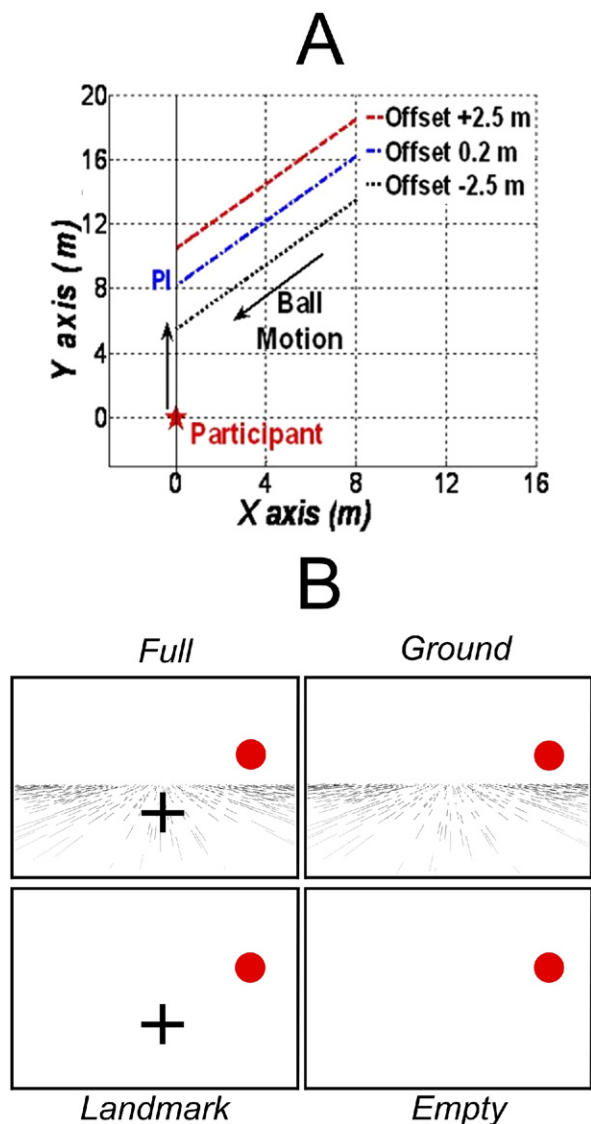 A
20
16
12
8
4
0
Y axis (m)
Offset +2.5 m
Offset 0.2 m
Offset -2.5 m
PI
Ball
Motion
Participant
0 4 8 12 16
X axis (m)
B
Full Ground
Landmark Empty